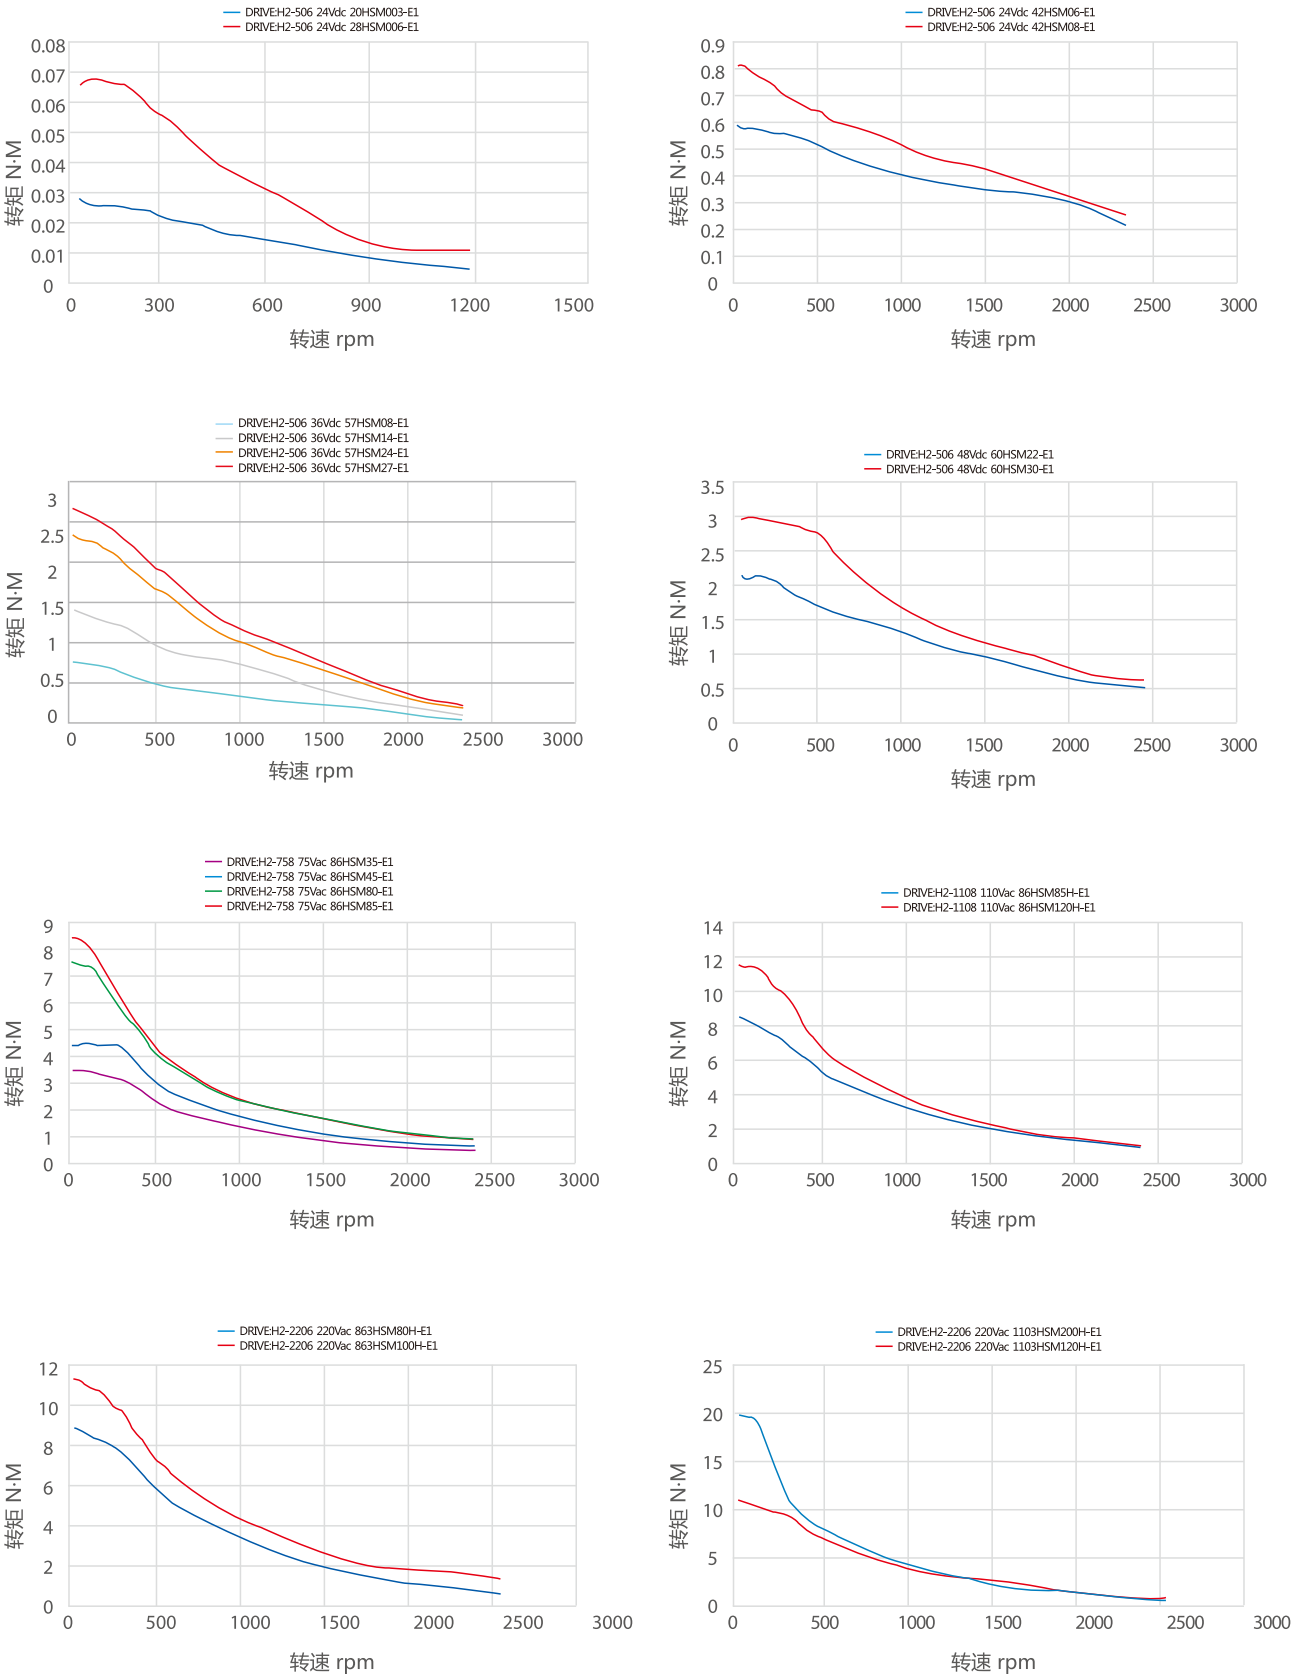 DRIVE:H2-506 24Vdc 20HSM003-E1
DRIVE:H2-506 24Vdc 28HSM006-E1
0.08
0.07
0.06
0.05
0.04
0.03
0.02
0.01
0
转矩 N·M
0 300 600 900 1200 1500
转速 rpm
DRIVE:H2-506 24Vdc 42HSM06-E1
DRIVE:H2-506 24Vdc 42HSM08-E1
0.9
0.8
0.7
0.6
0.5
0.4
0.3
0.2
0.1
0
转矩 N·M
0 500 1000 1500 2000 2500 3000
转速 rpm
DRIVE:H2-506 36Vdc 57HSM08-E1
DRIVE:H2-506 36Vdc 57HSM14-E1
DRIVE:H2-506 36Vdc 57HSM24-E1
DRIVE:H2-506 36Vdc 57HSM27-E1
3
2.5
2
1.5
1
0.5
0
转矩 N·M
0 500 1000 1500 2000 2500 3000
转速 rpm
DRIVE:H2-506 48Vdc 60HSM22-E1
DRIVE:H2-506 48Vdc 60HSM30-E1
3.5
3
2.5
2
1.5
1
0.5
0
转矩 N·M
0 500 1000 1500 2000 2500 3000
转速 rpm
DRIVE:H2-758 75Vac 86HSM35-E1
DRIVE:H2-758 75Vac 86HSM45-E1
DRIVE:H2-758 75Vac 86HSM80-E1
DRIVE:H2-758 75Vac 86HSM85-E1
9
8
7
6
5
4
3
2
1
0
转矩 N·M
0 500 1000 1500 2000 2500 3000
转速 rpm
DRIVE:H2-1108 110Vac 86HSM85H-E1
DRIVE:H2-1108 110Vac 86HSM120H-E1
14
12
10
8
6
4
2
0
转矩 N·M
0 500 1000 1500 2000 2500 3000
转速 rpm
DRIVE:H2-2206 220Vac 863HSM80H-E1
DRIVE:H2-2206 220Vac 863HSM100H-E1
12
10
8
6
4
2
0
转矩 N·M
0 500 1000 1500 2000 2500 3000
转速 rpm
DRIVE:H2-2206 220Vac 1103HSM200H-E1
DRIVE:H2-2206 220Vac 1103HSM120H-E1
25
20
15
10
5
0
转矩 N·M
0 500 1000 1500 2000 2500 3000
转速 rpm